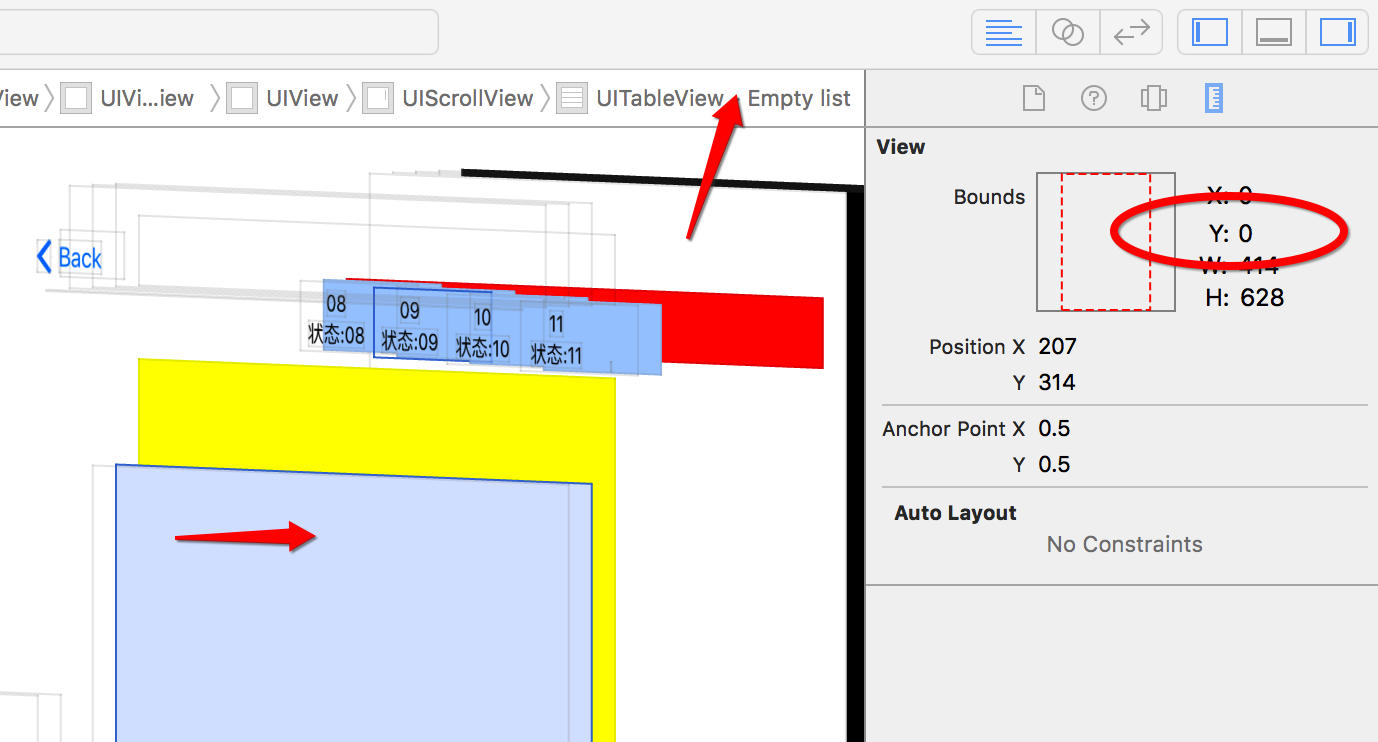 View UIVi...iew UIView UIScrollView UITableView Empty list
View
Bounds
X: 0
Y: 0
W: 414
H: 628
Position X 207
Y 314
Anchor Point X 0.5
Y 0.5
Auto Layout
No Constraints
Back
08
状态:08
09
状态:09
10
状态:10
11
状态:11